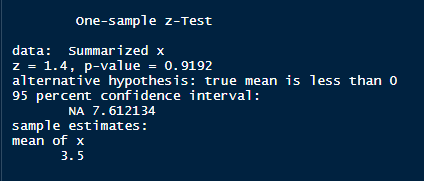 One-sample z-Test
data:  Summarized x
z = 1.4, p-value = 0.9192
alternative hypothesis: true mean is less than 0
95 percent confidence interval:
NA 7.612134
sample estimates:
mean of x
3.5